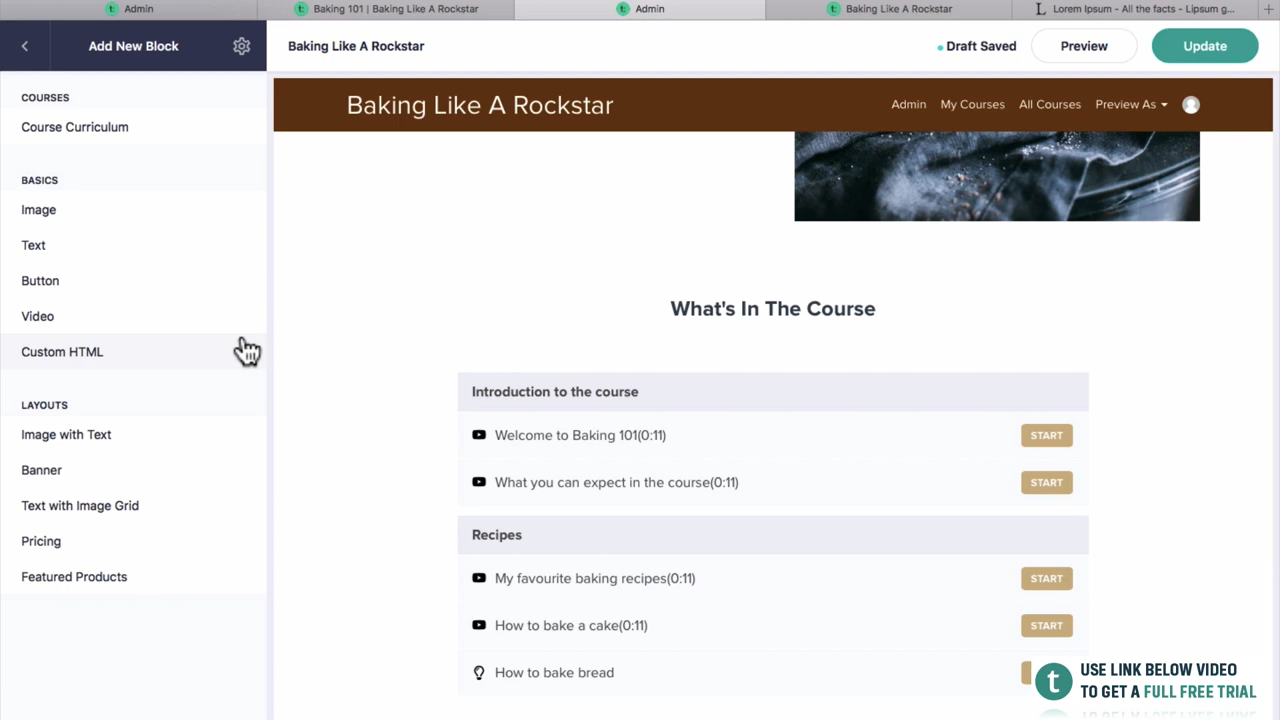 Admin
Baking 101 | Baking Like A Rockstar
Admin
Baking Like A Rockstar
Lorem Ipsum - All the facts - Lipsum g...
Add New Block
Baking Like A Rockstar
Draft Saved
Preview
Update
COURSES
Course Curriculum
BASICS
Image
Text
Button
Video
Custom HTML
LAYOUTS
Image with Text
Banner
Text with Image Grid
Pricing
Featured Products
Baking Like A Rockstar
Admin
My Courses
All Courses
Preview As
What's In The Course
Introduction to the course
Welcome to Baking 101(0:11)
START
What you can expect in the course(0:11)
START
Recipes
My favourite baking recipes(0:11)
START
How to bake a cake(0:11)
START
How to bake bread
t
USE LINK BELOW VIDEO
TO GET A FULL FREE TRIAL